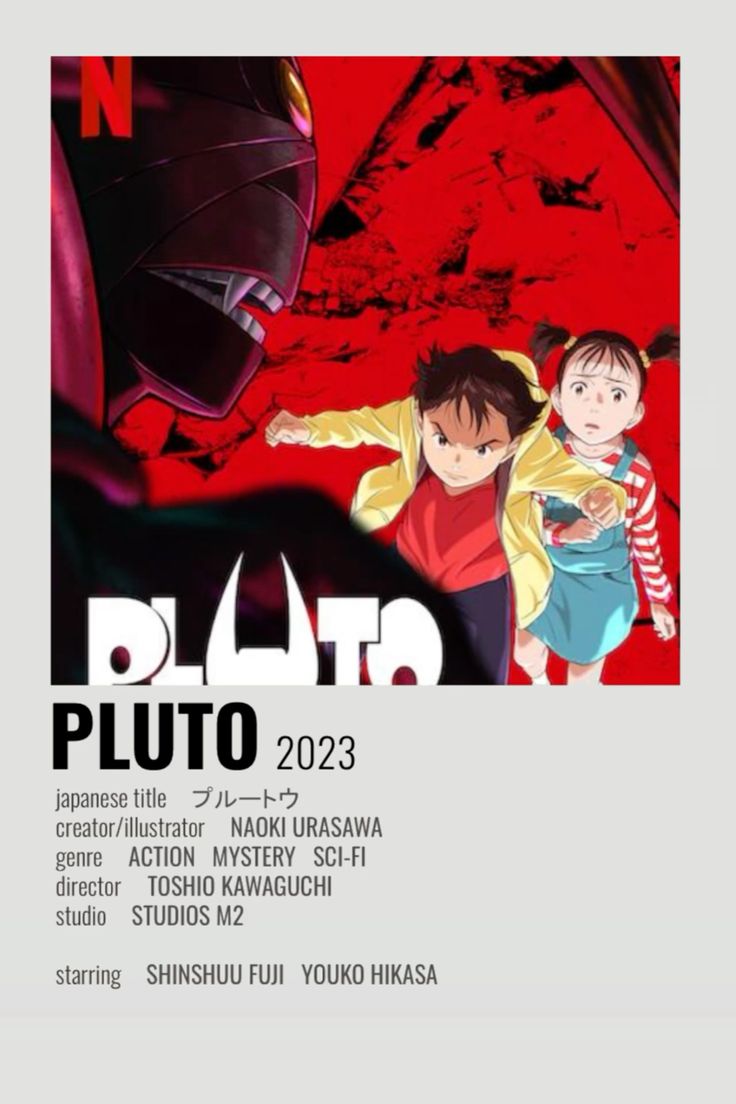 N
PLUTO
PLUTO 2023
japanese title プルートウ
creator/illustrator NAOKI URASAWA
genre ACTION MYSTERY SCI-FI
director TOSHIO KAWAGUCHI
studio STUDIOS M2
starring SHINSHUU FUJI YOUKO HIKASA